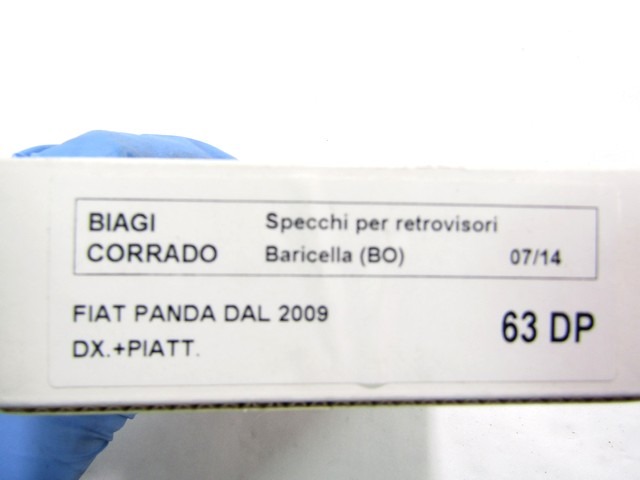 BIAGI Specchi per retrovisori
CORRADO Baricella (BO) 07/14
FIAT PANDA DAL 2009
DX.+PIATT. 63 DP